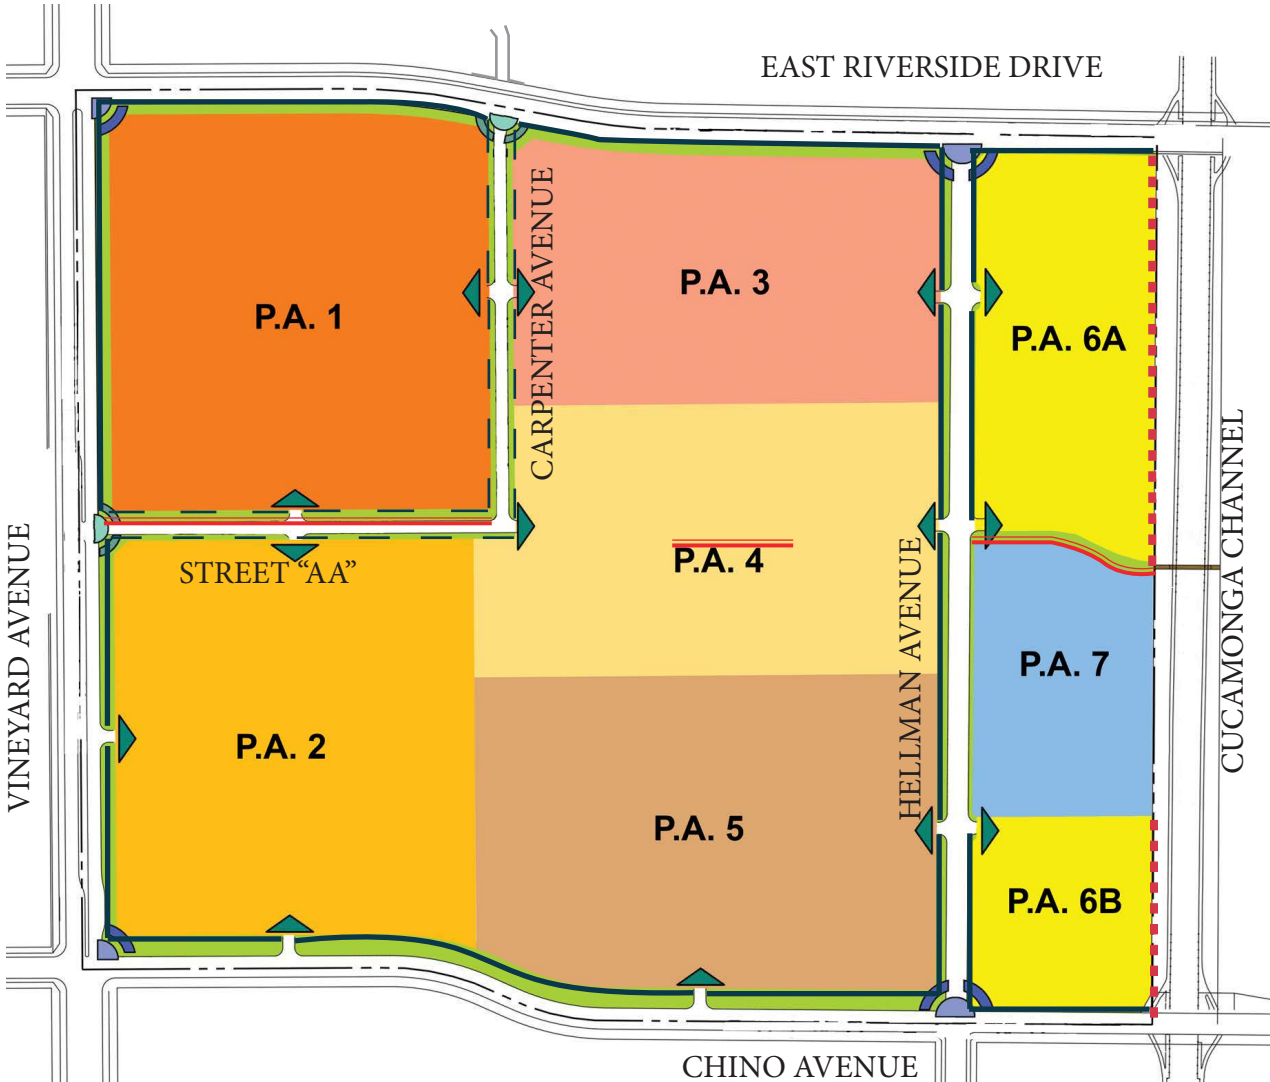 EAST RIVERSIDE DRIVE
CARPENTER AVENUE
P.A. 3
P.A. 1
P.A. 6A
CUCAMONGA CHANNEL
VINEYARD AVENUE
STREET “AA”
P.A. 4
HELLMAN AVENUE
P.A. 7
P.A. 2
P.A. 5
P.A. 6B
CHINO AVENUE